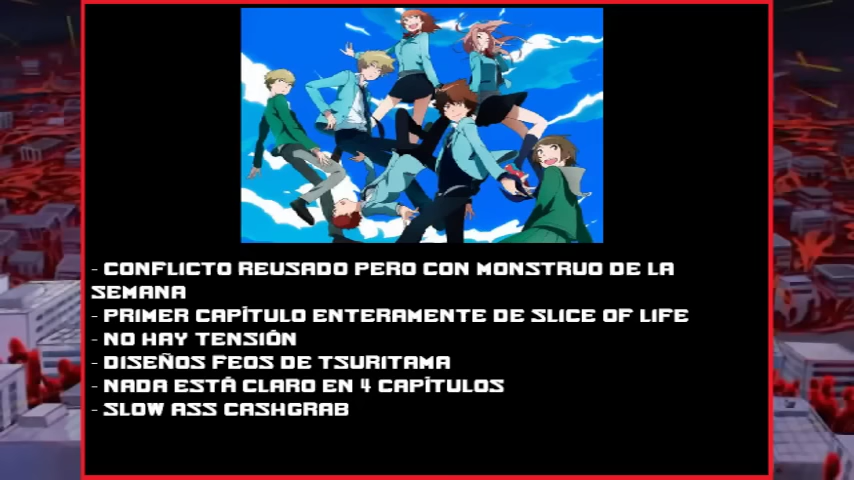 - CONFLICTO REUSADO PERO CON MONSTRUO DE LA
SEMANA
- PRIMER CAPÍTULO ENTERAMENTE DE SLICE OF LIFE
- NO HAY TENSIÓN
- DISEÑOS FEOS DE TSURITAMA
- NADA ESTÁ CLARO EN 4 CAPÍTULOS
- SLOW ASS CASHGRAB